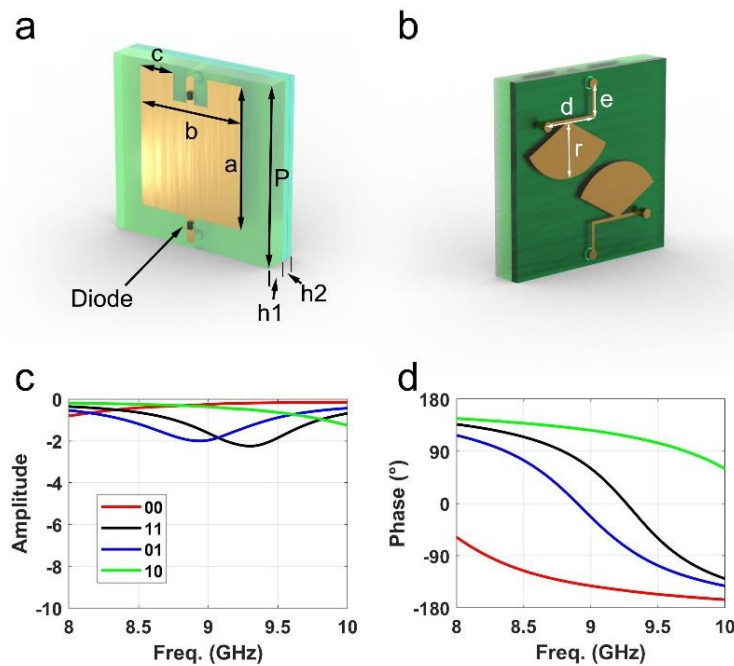 a
c
b
a
P
Diode
h1
h2
b
d
e
r
c
0
-2
-4
-6
-8
-10
Amplitude
00
11
01
10
8
8.5
9
9.5
10
Freq. (GHz)
d
180
90
0
-90
-180
Phase (°)
8
8.5
9
9.5
10
Freq. (GHz)